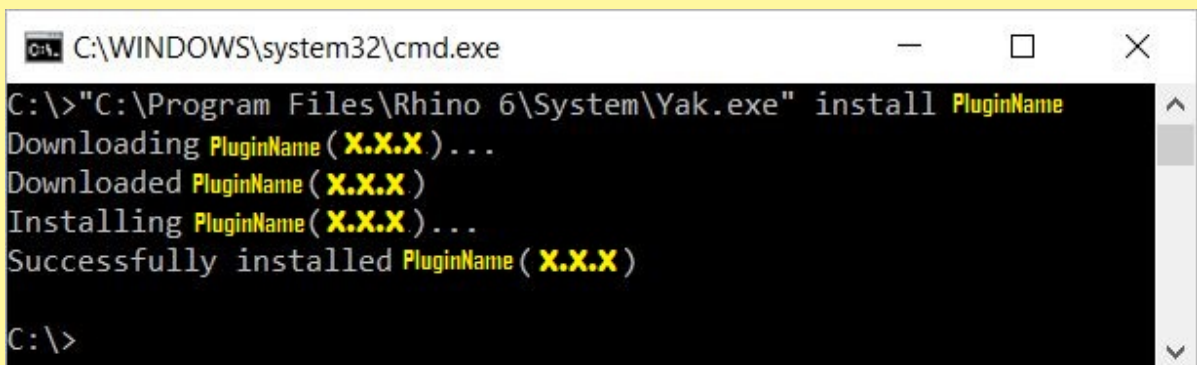 C:\WINDOWS\system32\cmd.exe
C:\>"C:\Program Files\Rhino 6\System\Yak.exe" install PluginName
Downloading PluginName (X.X.X)...
Downloaded PluginName (X.X.X)
Installing PluginName (X.X.X)...
Successfully installed PluginName (X.X.X)
C:\>